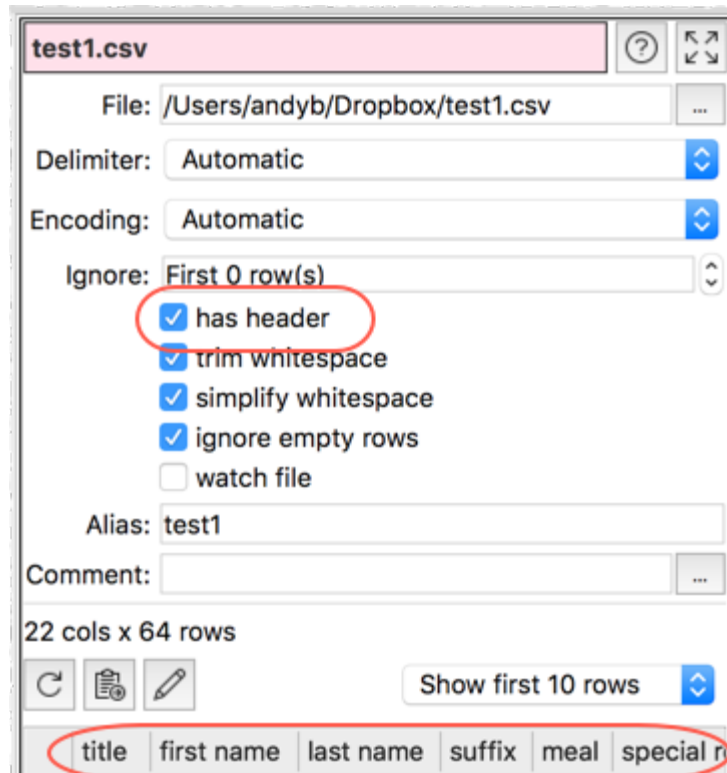 test1.csv
File: /Users/andyb/Dropbox/test1.csv ...
Delimiter: Automatic
Encoding: Automatic
Ignore: First 0 row(s)
has header
trim whitespace
simplify whitespace
ignore empty rows
watch file
Alias: test1
Comment: ...
22 cols x 64 rows
Show first 10 rows
title first name last name suffix meal special